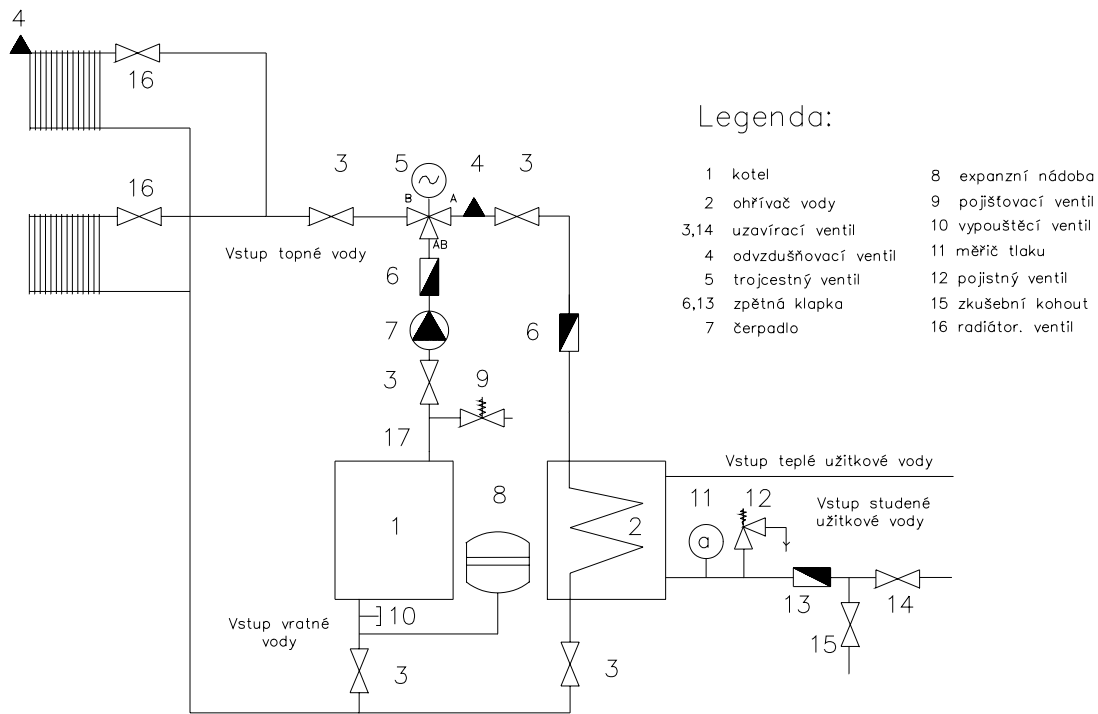 4
16
Legenda:
3
5
4
3
1 kotel
2 ohřívač vody
3,14 uzavírací ventil
4 odvzdušňovací ventil
5 trojcestný ventil
6,13 zpětná klapka
7 čerpadlo
8 expanzní nádoba
9 pojišťovací ventil
10 vypouštěcí ventil
11 měřič tlaku
12 pojistný ventil
15 zkušební kohout
16 radiátor. ventil
16
B
A
AB
Vstup topné vody
6
7
6
3
9
17
Vstup teplé užitkové vody
8
11
12
Vstup studené
užitkové vody
1
2
a
13
14
10
Vstup vratné
vody
15
3
3